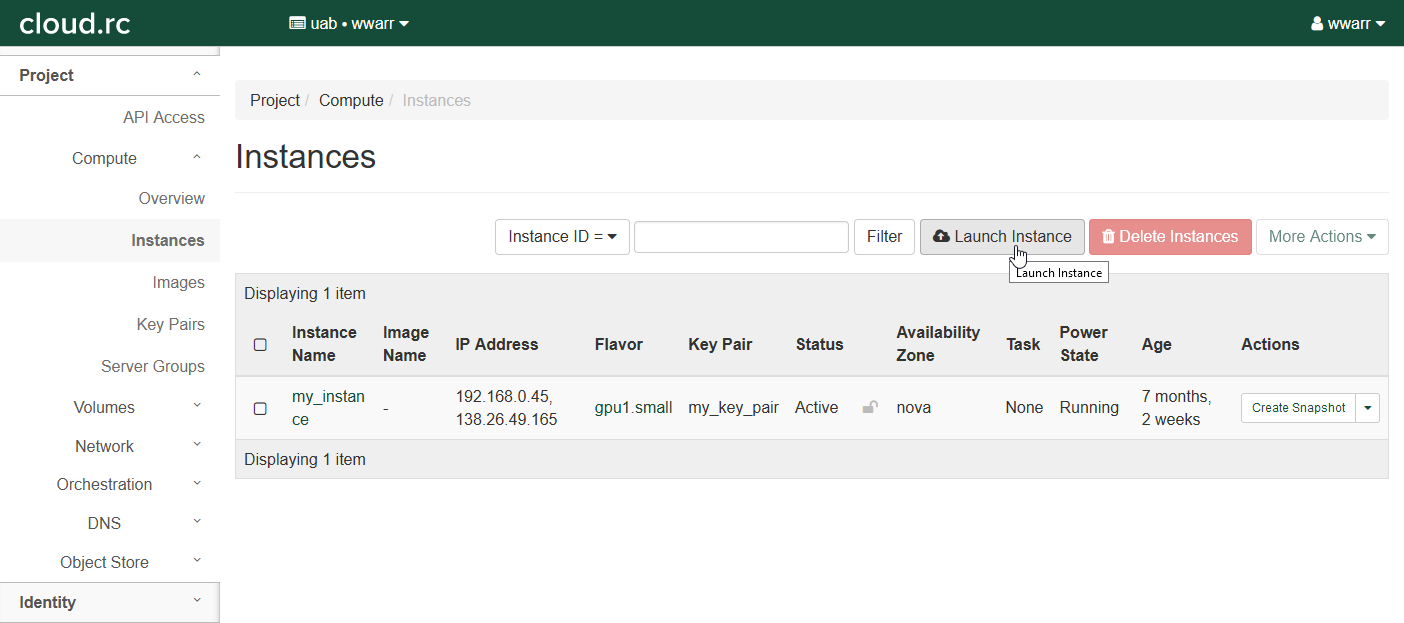 cloud.rc
uab • wwarr
wwarr
Project
API Access
Compute
Overview
Instances
Images
Key Pairs
Server Groups
Volumes
Network
Orchestration
DNS
Object Store
Identity
Project / Compute / Instances
Instances
Instance ID =
Filter
Launch Instance
Delete Instances
More Actions
Launch Instance
Displaying 1 item
Instance Name
Image Name
IP Address
Flavor
Key Pair
Status
Availability Zone
Task
Power State
Age
Actions
my_instan
ce
-
192.168.0.45,
138.26.49.165
gpu1.small
my_key_pair
Active
nova
None
Running
7 months,
2 weeks
Create Snapshot
Displaying 1 item